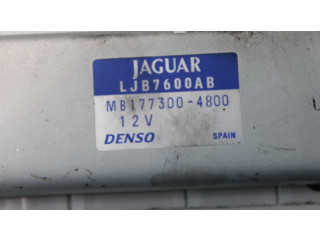 JAGUAR
LJB7600AB
MB177300-4800
12V
DENSO SPAIN